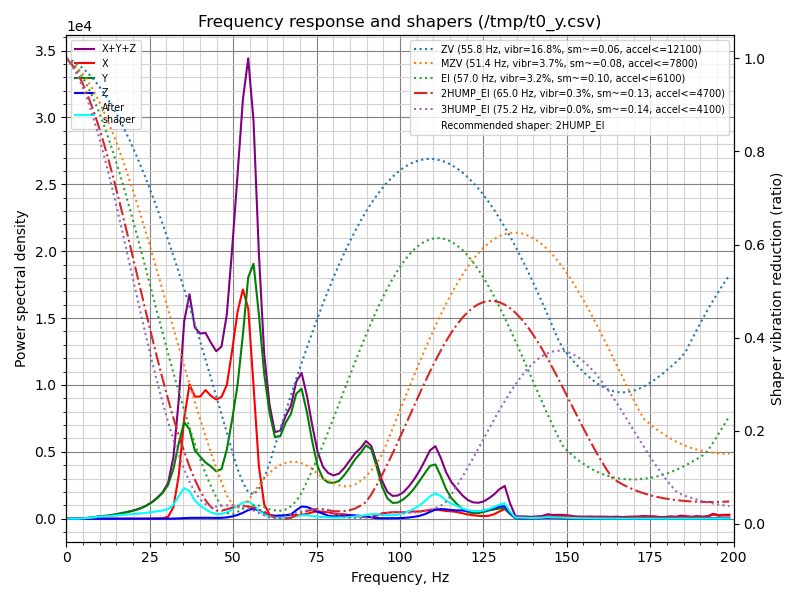 Frequency response and shapers (/tmp/t0_y.csv)
1e4
X+Y+Z
X
Y
Z
After
shaper
ZV (55.8 Hz, vibr=16.8%, sm~=0.06, accel<=12100)
MZV (51.4 Hz, vibr=3.7%, sm~=0.08, accel<=7800)
EI (57.0 Hz, vibr=3.2%, sm~=0.10, accel<=6100)
2HUMP_EI (65.0 Hz, vibr=0.3%, sm~=0.13, accel<=4700)
3HUMP_EI (75.2 Hz, vibr=0.0%, sm~=0.14, accel<=4100)
Recommended shaper: 2HUMP_EI
Power spectral density
3.5
3.0
2.5
2.0
1.5
1.0
0.5
0.0
1.0
0.8
0.6
0.4
0.2
0.0
Shaper vibration reduction (ratio)
0 25 50 75 100 125 150 175 200
Frequency, Hz